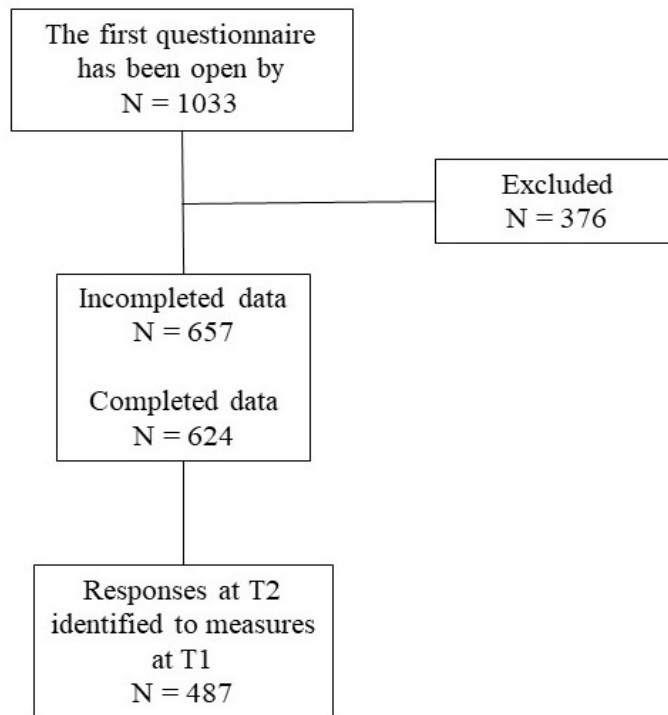 The first questionnaire
has been open by
N = 1033
Excluded
N = 376
Incompleted data
N = 657
Completed data
N = 624
Responses at T2
identified to measures
at T1
N = 487